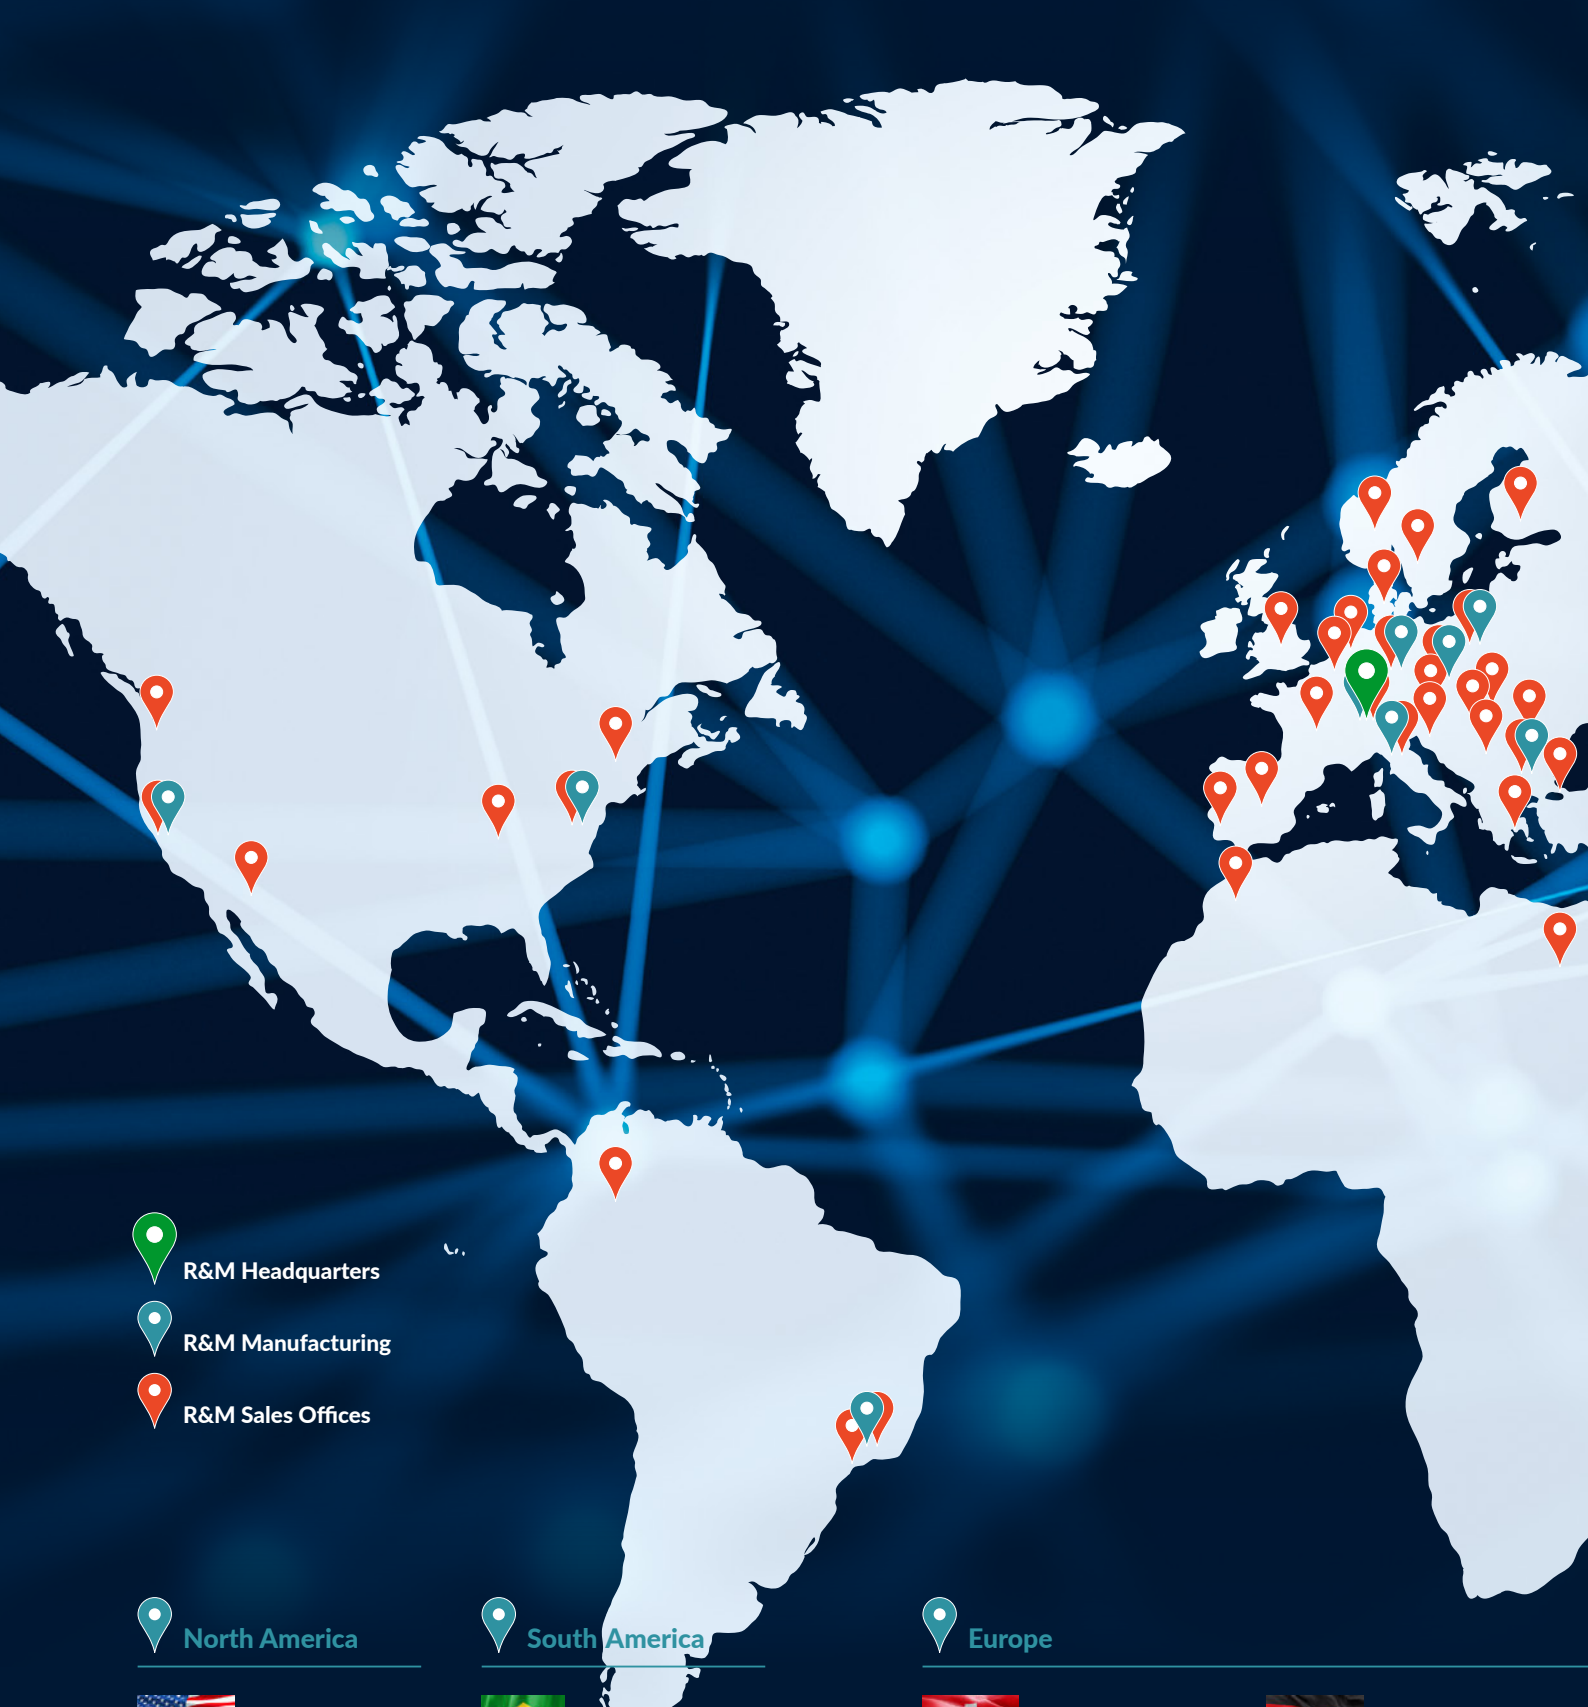 R&M Headquarters
R&M Manufacturing
R&M Sales Offices
North America
South America
Europe